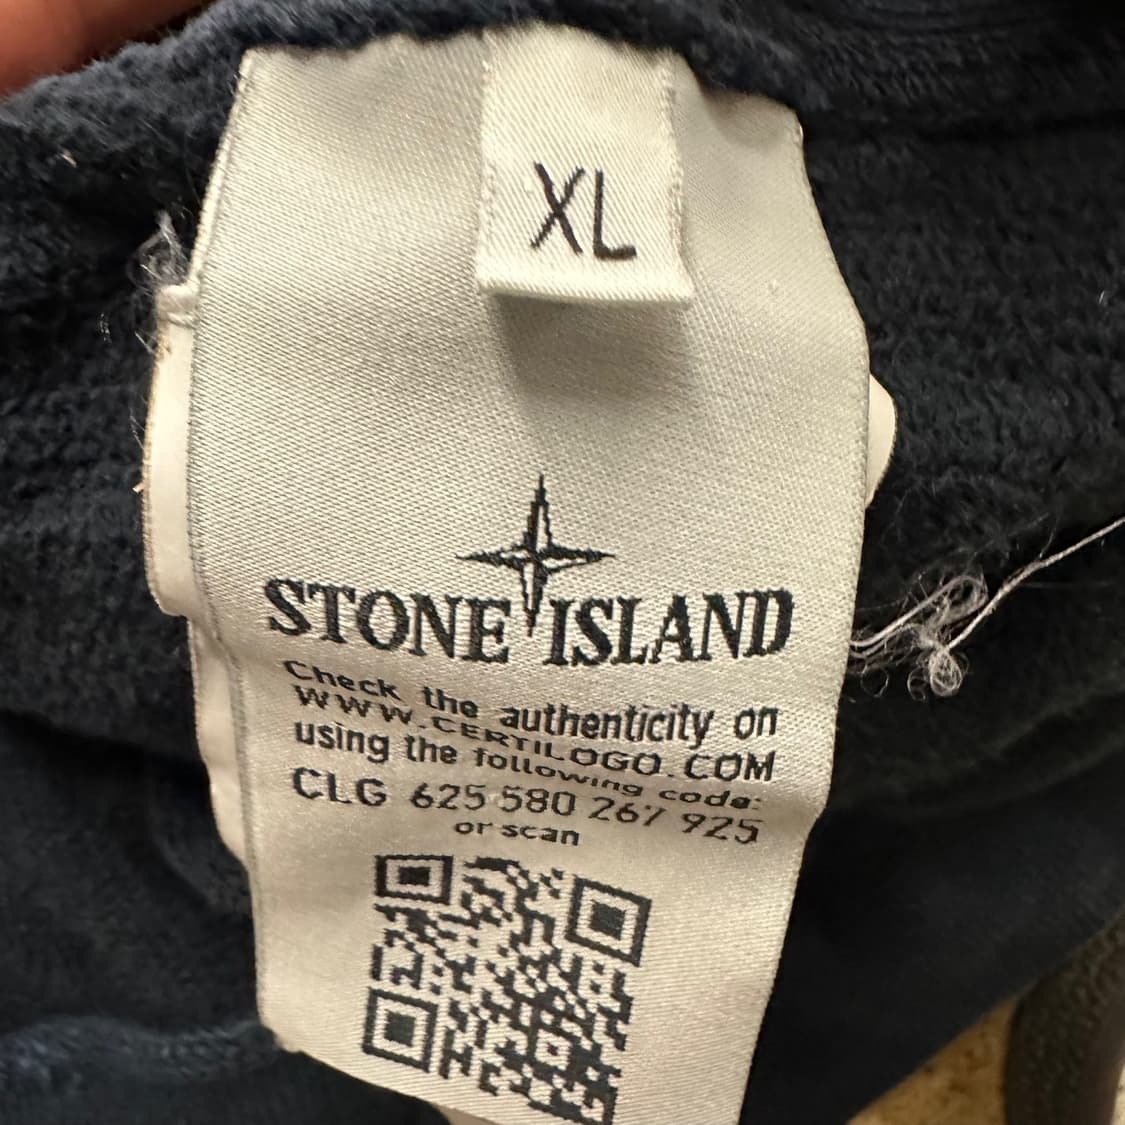 XL
STONE ISLAND
Check the authenticity on
WWW.CERTILOGO.COM
using the following code:
CLG 625 580 267 925
or scan